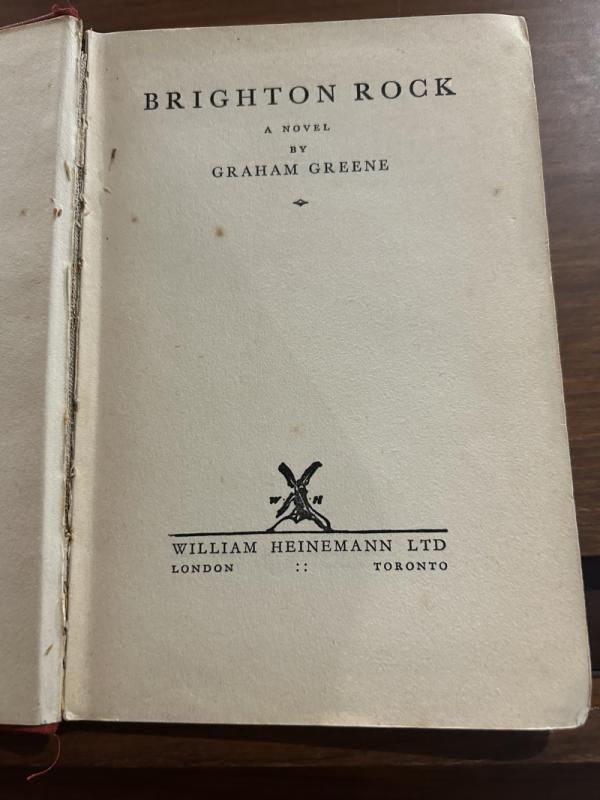 BRIGHTON ROCK
A NOVEL
BY
GRAHAM GREENE
W H
WILLIAM HEINEMANN LTD
LONDON :: TORONTO